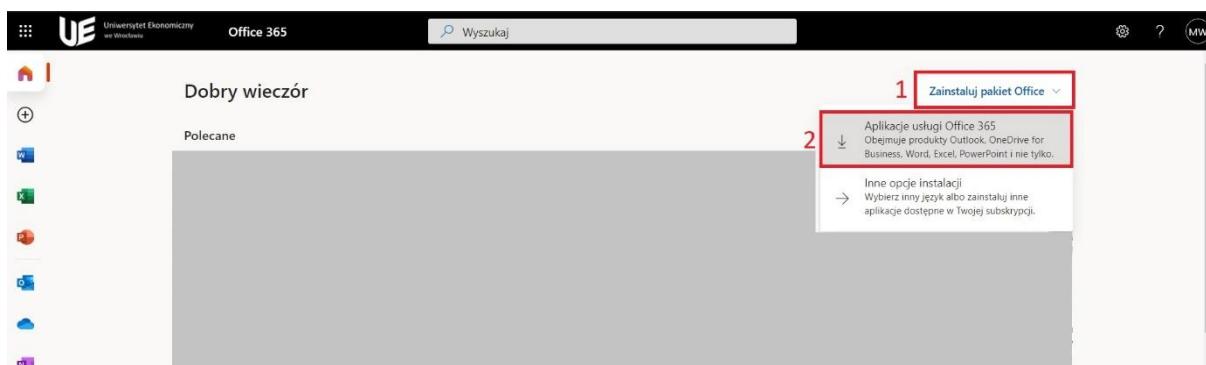 UE Uniwersytet Ekonomiczny
we Wrocławiu
Office 365
Wyszukaj
?
MW
Dobry wieczór
1
Zainstaluj pakiet Office
Polecane
2
Aplikacje usługi Office 365
Obejmuje produkty Outlook, OneDrive for
Business, Word, Excel, PowerPoint i nie tylko.
Inne opcje instalacji
Wybierz inny język albo zainstaluj inne
aplikacje dostępne w Twojej subskrypcji.
W
X
P
O
N